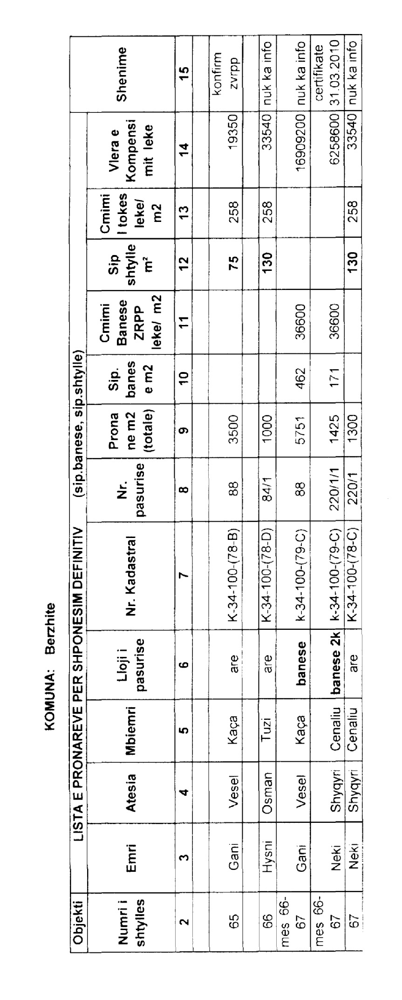 KOMUNA: Berzhite
Objekti LISTA E PRONAREVE PER SHPONESIM DEFINITIV (sip.banese, sip.shtylle)
Numri i shtylles Emri Atesia Mbiemri Lloji i pasurise Nr. Kadastral Nr. pasurise Prona ne m2 (totale) Sip. banes e m2 Cmimi Banese ZRPP leke/ m2 Sip shtylle m² Cmimi I tokes leke/ m2 Vlera e Kompensi mit leke Shenime
2 3 4 5 6 7 8 9 10 11 12 13 14 15
65 Gani Vesel Kaça are K-34-100-(78-B) 88 3500 75 258 19350 konfirm zvrpp
66 Hysni Osman Tuzi are K-34-100-(78-D) 84/1 1000 130 258 33540 nuk ka info
mes 66-67 Gani Vesel Kaça banese k-34-100-(79-C) 88 5751 462 36600 16909200 nuk ka info
mes 66-67 Neki Shyqyri Cenaliu banese 2k k-34-100-(79-C) 220/1/1 1425 171 36600 6258600 certifikate 31.03.2010
67 Neki Shyqyri Cenaliu are K-34-100-(78-C) 220/1 1300 130 258 33540 nuk ka info